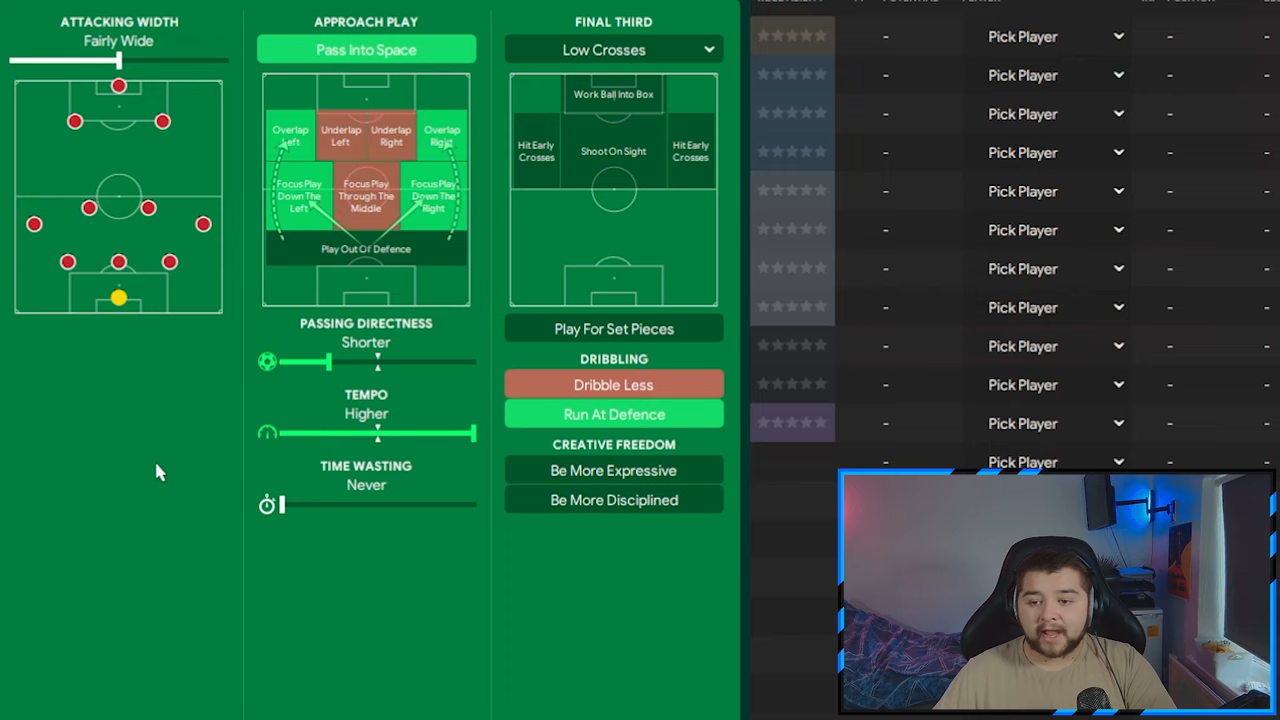 ATTACKING WIDTH
Fairly Wide
APPROACH PLAY
Pass Into Space
Overlap
Left
Underlap
Left
Underlap
Right
Overlap
Right
Focus Play
Down The
Left
Focus Play
Through The
Middle
Focus Play
Down The
Right
Play Out Of Defence
PASSING DIRECTNESS
Shorter
TEMPO
Higher
TIME WASTING
Never
FINAL THIRD
Low Crosses
Work Ball Into Box
Hit Early
Crosses
Shoot On Sight
Hit Early
Crosses
Play For Set Pieces
DRIBBLING
Dribble Less
Run At Defence
CREATIVE FREEDOM
Be More Expressive
Be More Disciplined
- Pick Player - -
- Pick Player - -
- Pick Player - -
- Pick Player - -
- Pick Player - -
- Pick Player - -
- Pick Player - -
- Pick Player - -
- Pick Player - -
- Pick Player - -
- Pick Player - -
- Pick Player - -